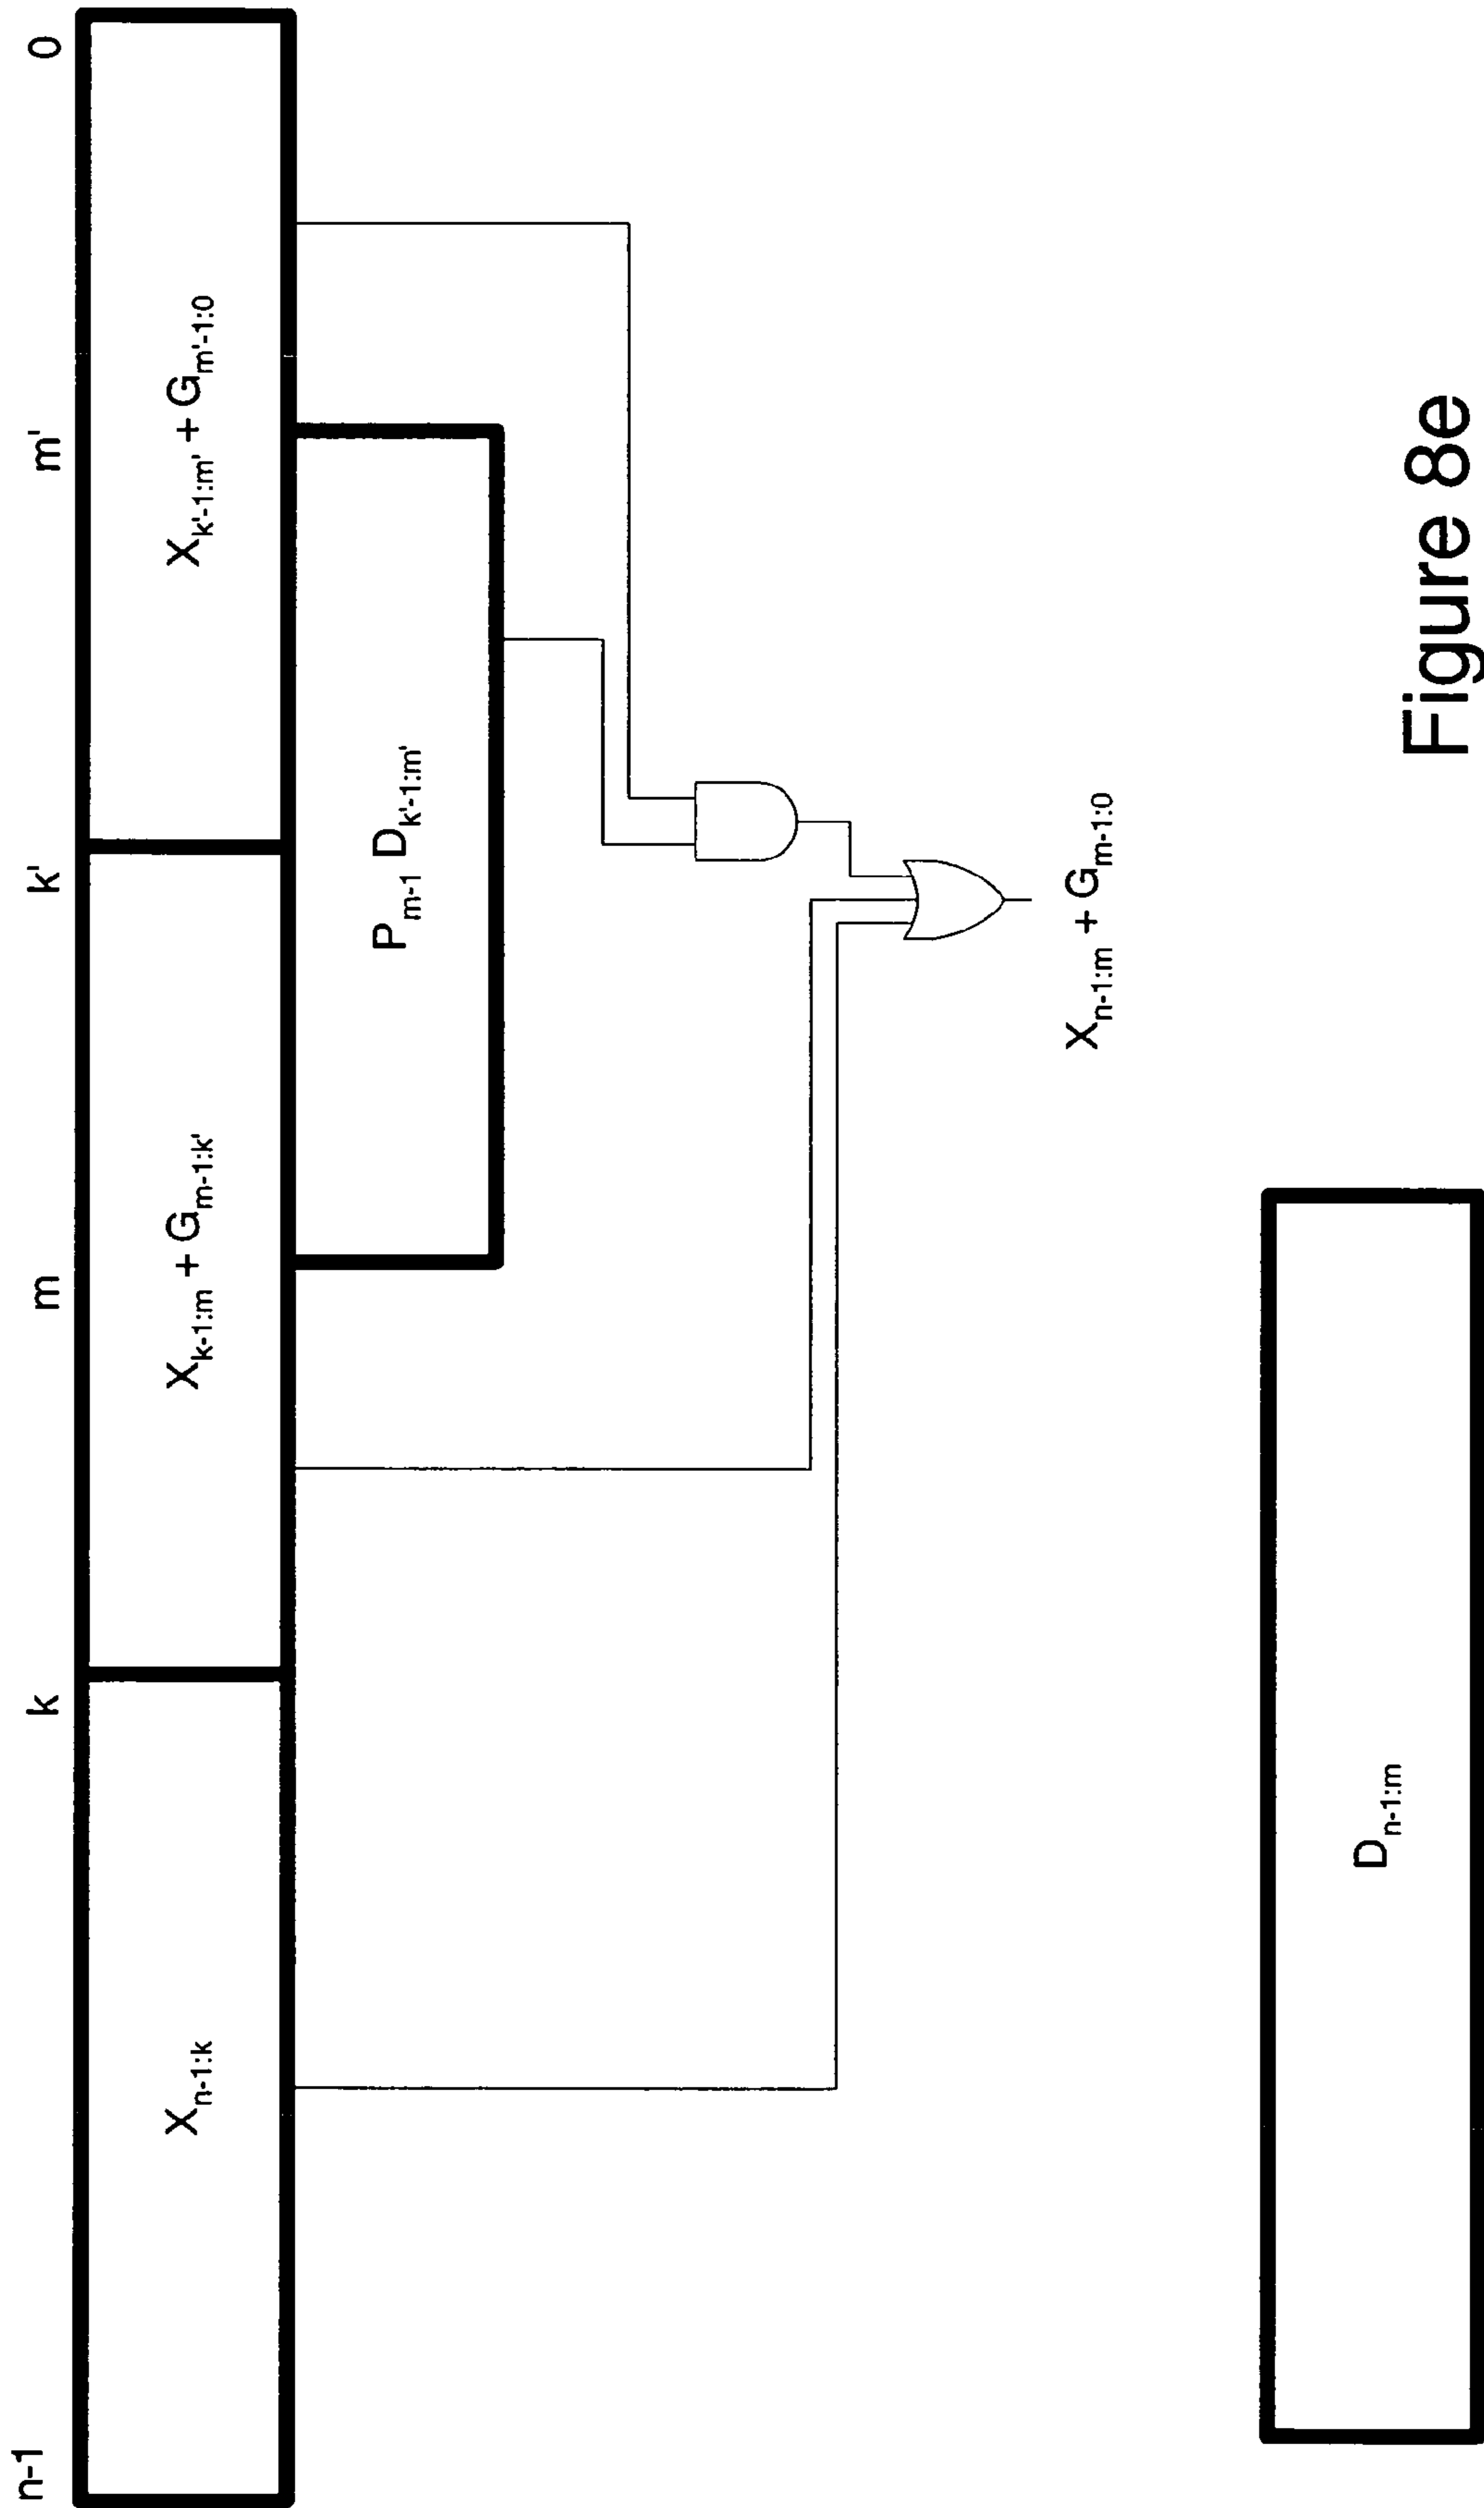 n-1 k m k' m' 0
X_{n-1:k} X_{k-1:m} + G_{m-1:k'} X_{k'-1:m'} + G_{m'-1:0}
P_{m-1} D_{k'-1:m'}
X_{n-1:m} + G_{m-1:0}
D_{n-1:m}
Figure 8e